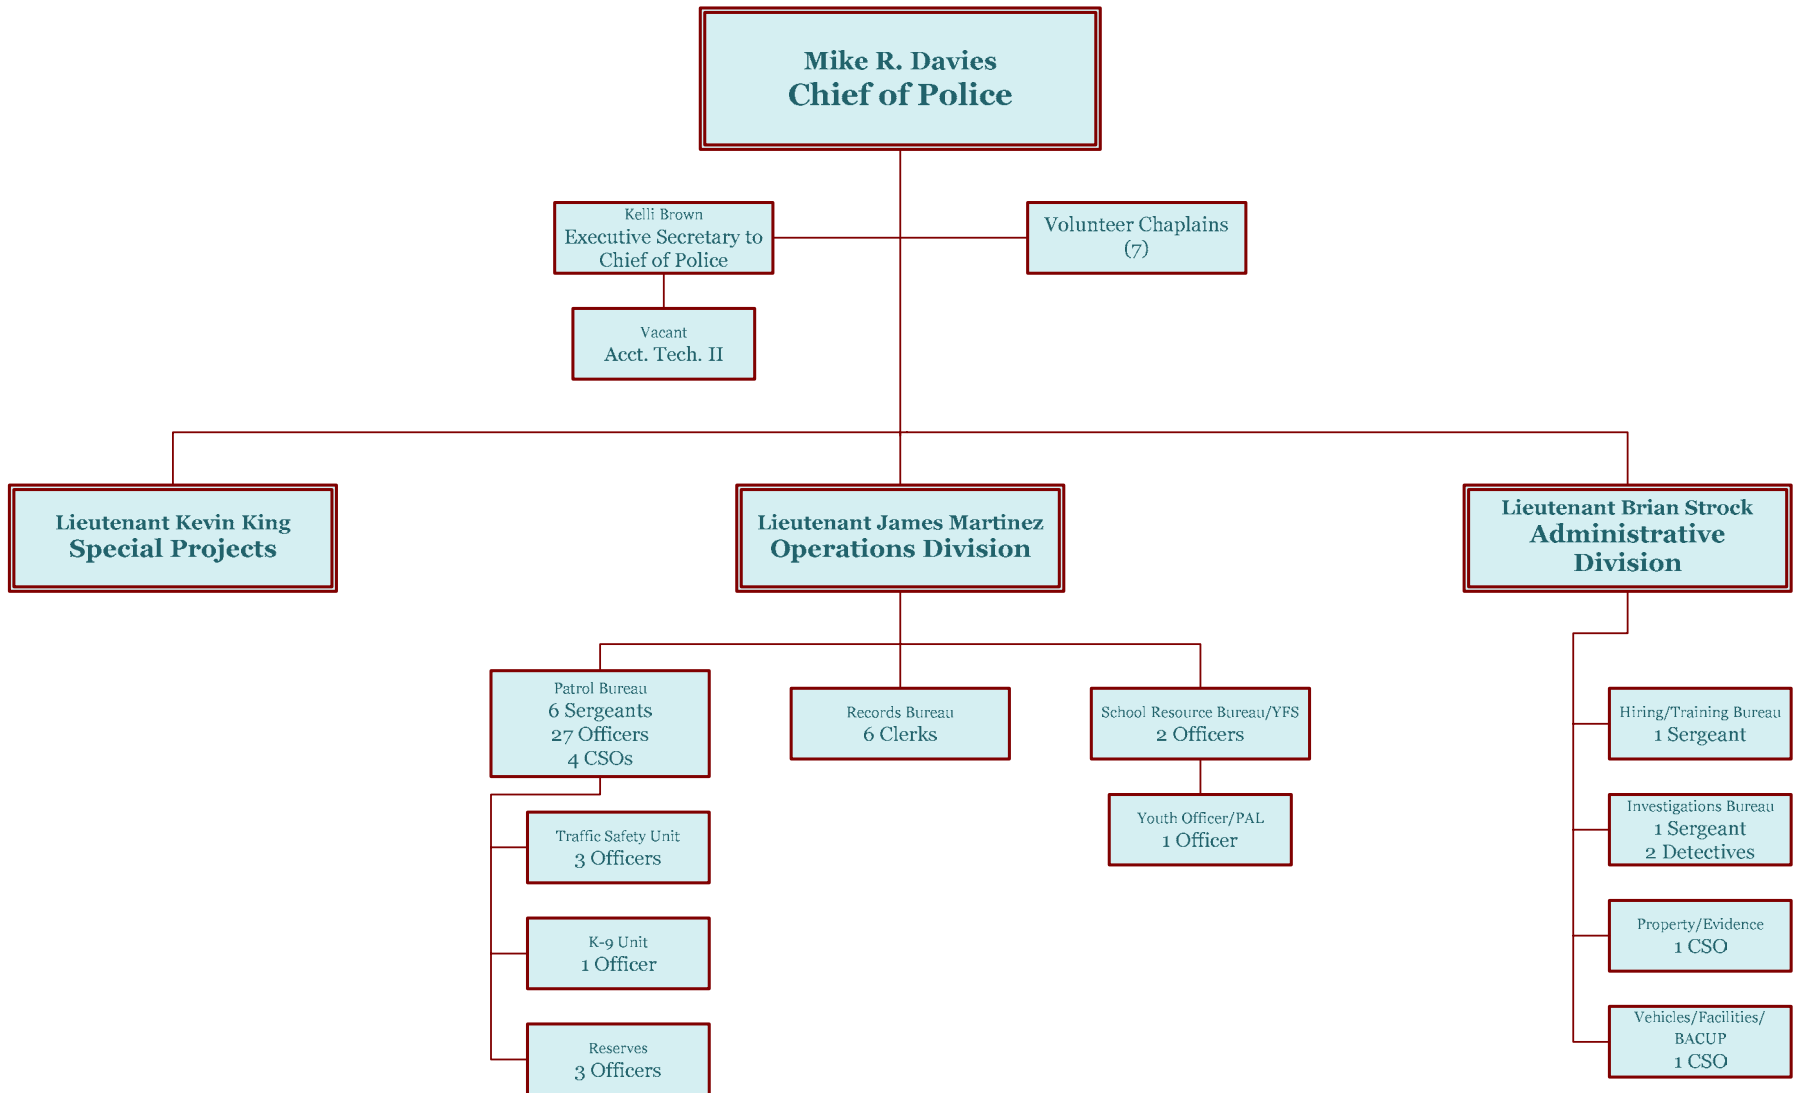 Mike R. Davies
Chief of Police
Kelli Brown
Executive Secretary to
Chief of Police
Volunteer Chaplains
(7)
Vacant
Acct. Tech. II
Lieutenant Kevin King
Special Projects
Lieutenant James Martinez
Operations Division
Lieutenant Brian Strock
Administrative
Division
Patrol Bureau
6 Sergeants
27 Officers
4 CSOs
Traffic Safety Unit
3 Officers
K-9 Unit
1 Officer
Reserves
3 Officers
Records Bureau
6 Clerks
School Resource Bureau/YFS
2 Officers
Youth Officer/PAL
1 Officer
Hiring/Training Bureau
1 Sergeant
Investigations Bureau
1 Sergeant
2 Detectives
Property/Evidence
1 CSO
Vehicles/Facilities/
BACUP
1 CSO